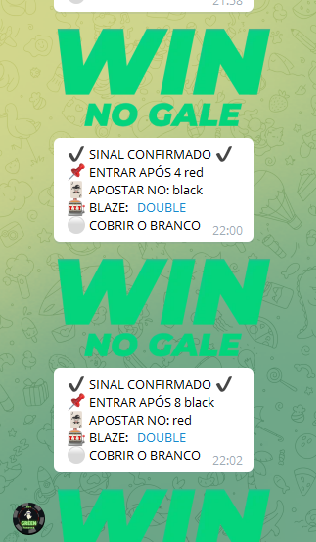 21:58
WIN
NO GALE
SINAL CONFIRMADO
ENTRAR APÓS 4 red
APOSTAR NO: black
BLAZE: DOUBLE
COBRIR O BRANCO
22:00
WIN
NO GALE
SINAL CONFIRMADO
ENTRAR APÓS 8 black
APOSTAR NO: red
BLAZE: DOUBLE
COBRIR O BRANCO
22:02
WIN
GREEN